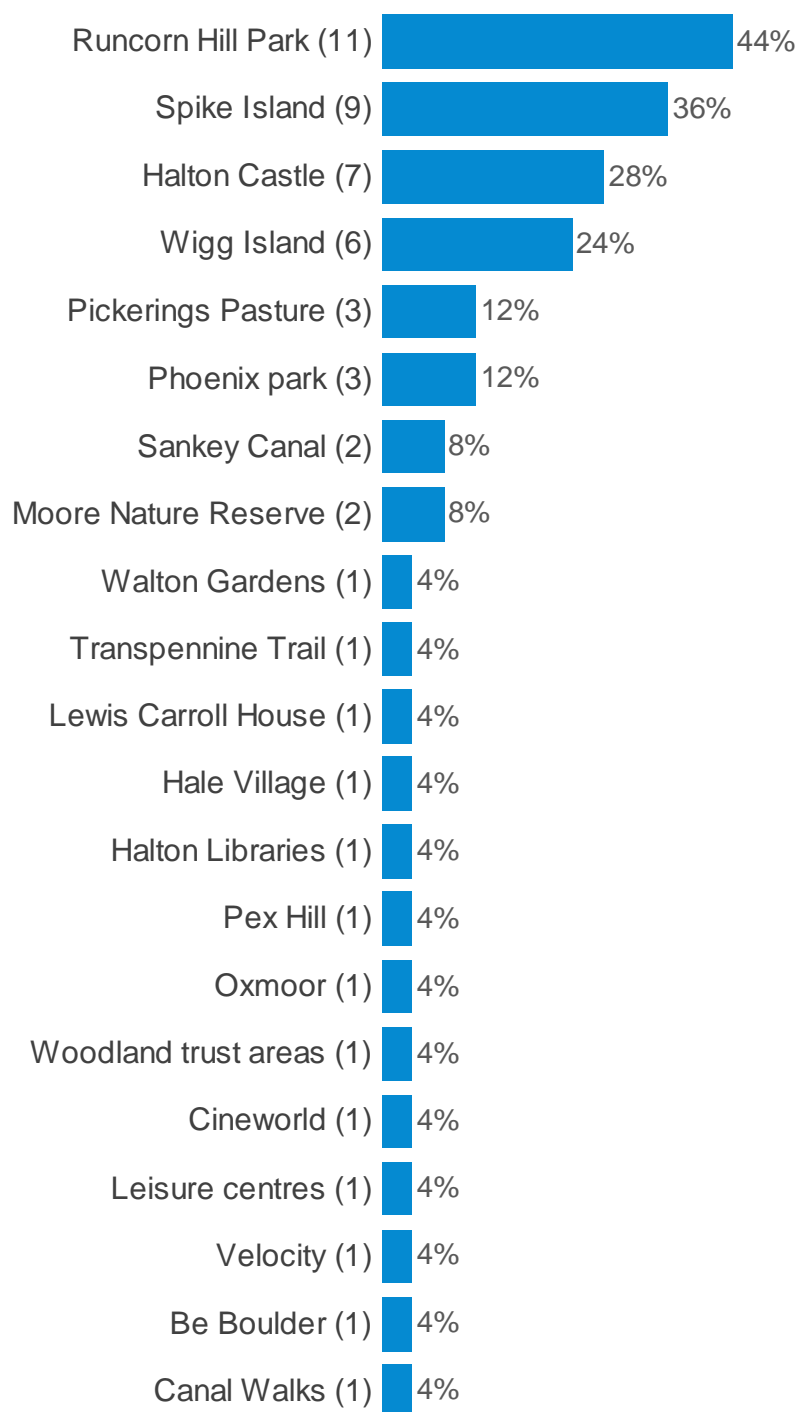 Runcorn Hill Park (11) 44%
Spike Island (9) 36%
Halton Castle (7) 28%
Wigg Island (6) 24%
Pickerings Pasture (3) 12%
Phoenix park (3) 12%
Sankey Canal (2) 8%
Moore Nature Reserve (2) 8%
Walton Gardens (1) 4%
Transpennine Trail (1) 4%
Lewis Carroll House (1) 4%
Hale Village (1) 4%
Halton Libraries (1) 4%
Pex Hill (1) 4%
Oxmoor (1) 4%
Woodland trust areas (1) 4%
Cineworld (1) 4%
Leisure centres (1) 4%
Velocity (1) 4%
Be Boulder (1) 4%
Canal Walks (1) 4%